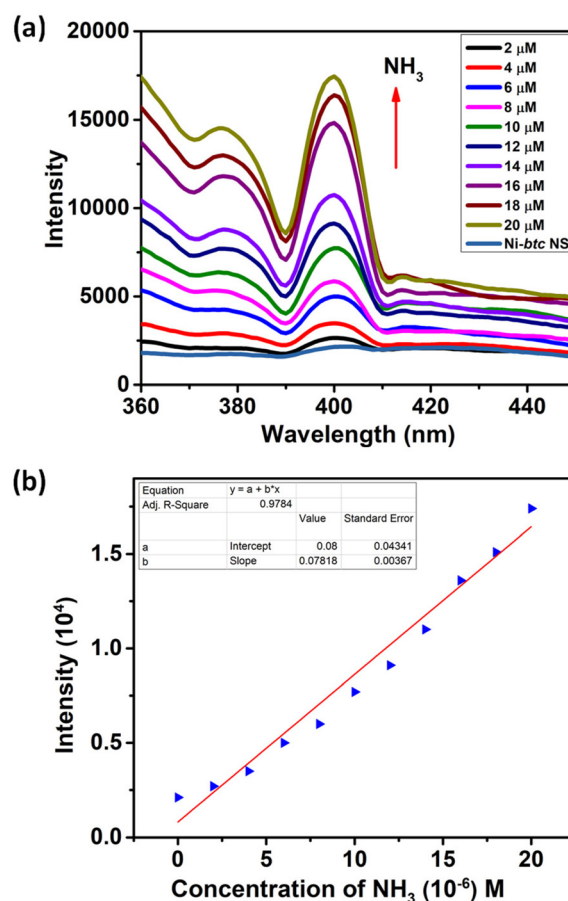 (a)
20000
15000
10000
5000
0
Intensity
NH3
2 μM
4 μM
6 μM
8 μM
10 μM
12 μM
14 μM
16 μM
18 μM
20 μM
Ni-btc NS
360 380 400 420 440
Wavelength (nm)
(b)
Equation y = a + b*x
Adj. R-Square 0.9784
Value Standard Error
a Intercept 0.08 0.04341
b Slope 0.07818 0.00367
1.5
1.0
0.5
0.0
Intensity (10⁴)
0 5 10 15 20
Concentration of NH₃ (10⁻⁶) M